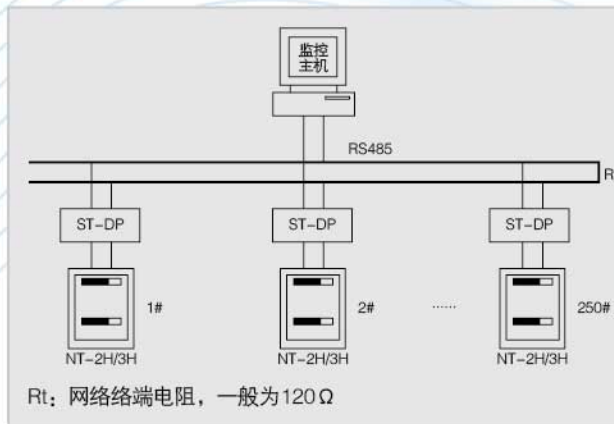 监控
主机
RS485
R
ST-DP
ST-DP
ST-DP
1#
2#
······
250#
NT-2H/3H
NT-2H/3H
NT-2H/3H
Rt：网络络端电阻，一般为120Ω